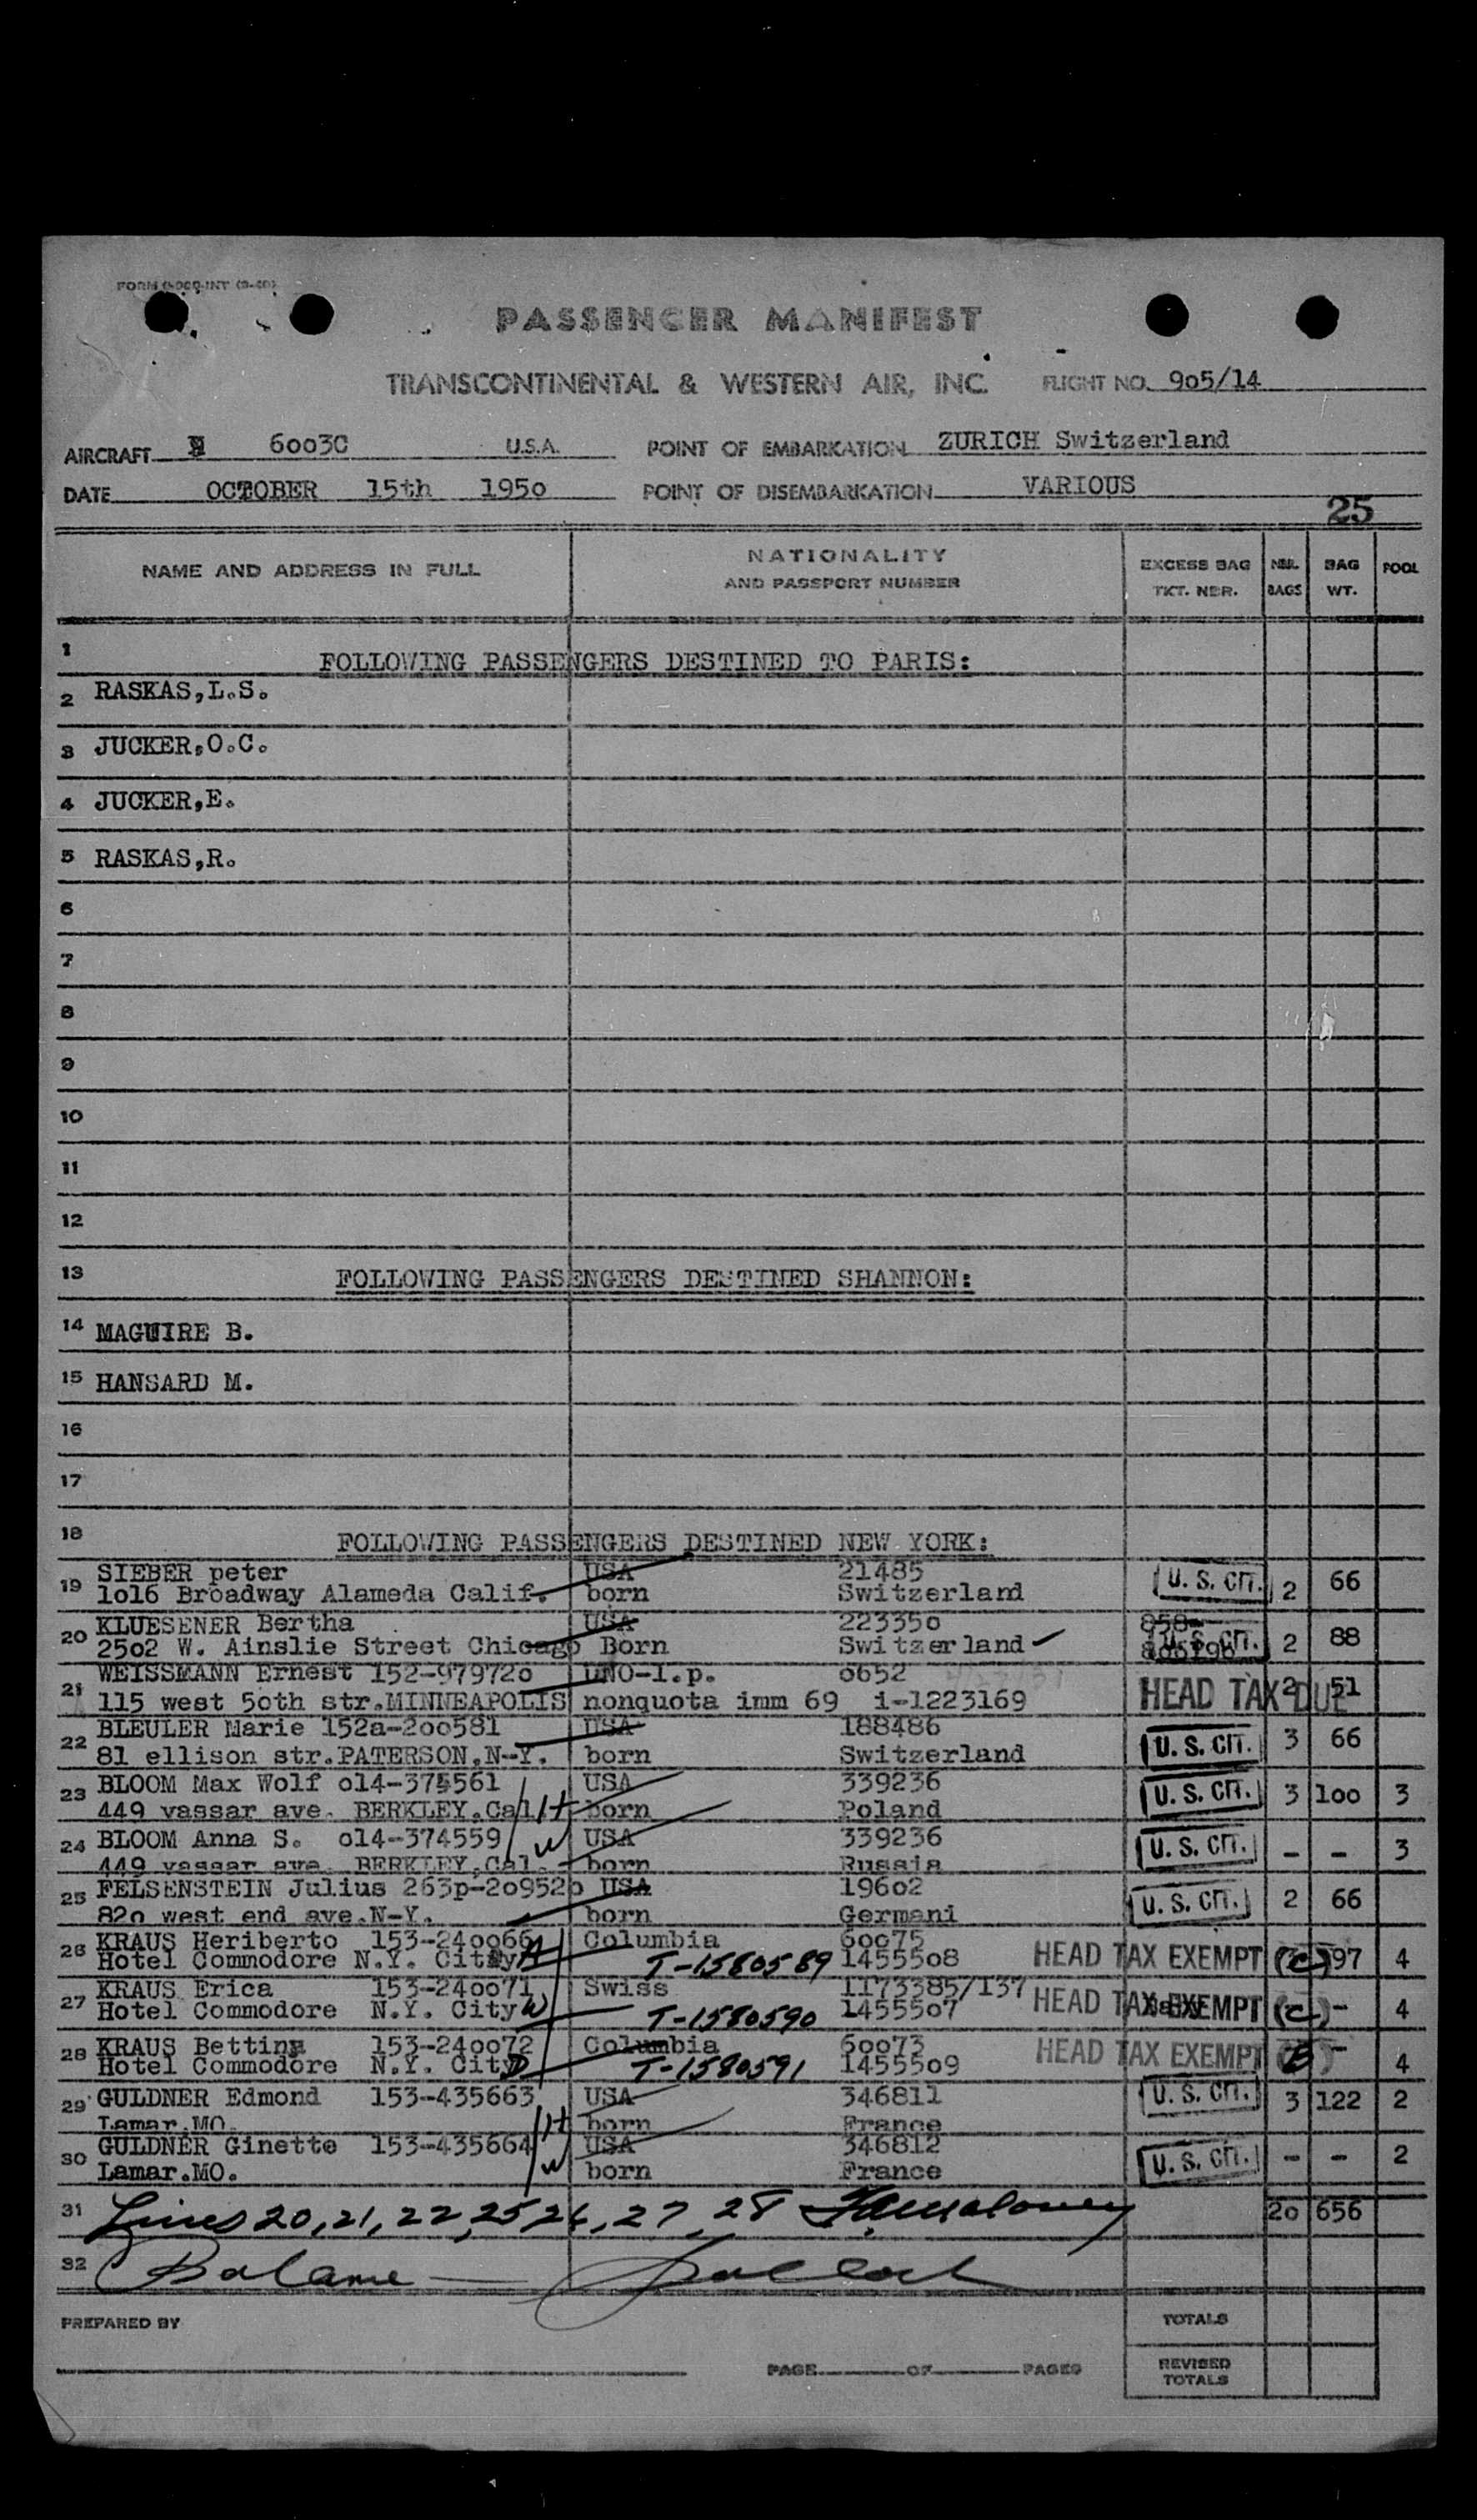 PASSENGER MANIFEST
TRANSCONTINENTAL & WESTERN AIR, INC. FLIGHT NO. 9o5/14
AIRCRAFT 6oo3C U.S.A. POINT OF EMBARKATION ZURICH Switzerland
DATE OCTOBER 15th 195o POINT OF DISEMBARKATION VARIOUS
25
NAME AND ADDRESS IN FULL NATIONALITY AND PASSPORT NUMBER EXCESS BAG TKT. NBR. NBR. BAGS BAG WT. POOL
1 FOLLOWING PASSENGERS DESTINED TO PARIS:
2 RASKAS,L.S.
3 JUCKER,O.C.
4 JUCKER,E.
5 RASKAS,R.
6
7
8
9
10
11
12
13 FOLLOWING PASSENGERS DESTINED SHANNON:
14 MAGUIRE B.
15 HANSARD M.
16
17
18 FOLLOWING PASSENGERS DESTINED NEW YORK:
19 SIEBER peter USA 21485 U. S. CIT. 2 66
1o16 Broadway Alameda Calif. born Switzerland
20 KLUESENER Bertha USA 22335o 858- U. S. CIT. 2 88
25o2 W. Ainslie Street Chicago Born Switzerland
21 WEISSMANN Ernest 152-97972o UNO-l.p. o652
115 west 5oth str.MINNEAPOLIS nonquota imm 69 i-1223169 HEAD TAX DUE 2 51
22 BLEULER Marie 152a-2oo581 USA 188486 U. S. CIT. 3 66
81 ellison str.PATERSON,N-Y. born Switzerland
23 BLOOM Max Wolf o14-374561 USA 339236 U. S. CIT. 3 1oo 3
449 vassar ave. BERKLEY.Cal H born Poland
24 BLOOM Anna S. o14-374559 W USA 339236 U. S. CIT. - - 3
449 vassar ave. BERKLEY,Cal. born Russia
25 FELSENSTEIN Julius 263p-2o952o USA 196o2 U. S. CIT. 2 66
82o west end ave.N-Y. born Germani
26 KRAUS Heriberto 153-24oo66 Columbia 6oo75
Hotel Commodore N.Y. City H T-1580589 14555o8 HEAD TAX EXEMPT (C) 97 4
27 KRAUS Erica 153-24oo71 Swiss 1173385/137
Hotel Commodore N.Y. City W T-1580590 14555o7 HEAD TAX EXEMPT (C) - 4
28 KRAUS Bettina 153-24oo72 Columbia 6oo73
Hotel Commodore N.Y. City D T-1580591 14555o9 HEAD TAX EXEMPT - 4
29 GULDNER Edmond 153-435663 USA 346811 U. S. CIT. 3 122 2
Lamar.MO. H born France
30 GULDNER Ginette 153-435664 USA 346812 U. S. CIT. - - 2
Lamar.MO. W born France
31 Lines 20, 21, 22, 25, 26, 27, 28 2o 656
32 Balance
PREPARED BY TOTALS
PAGE OF PAGES REVISED TOTALS